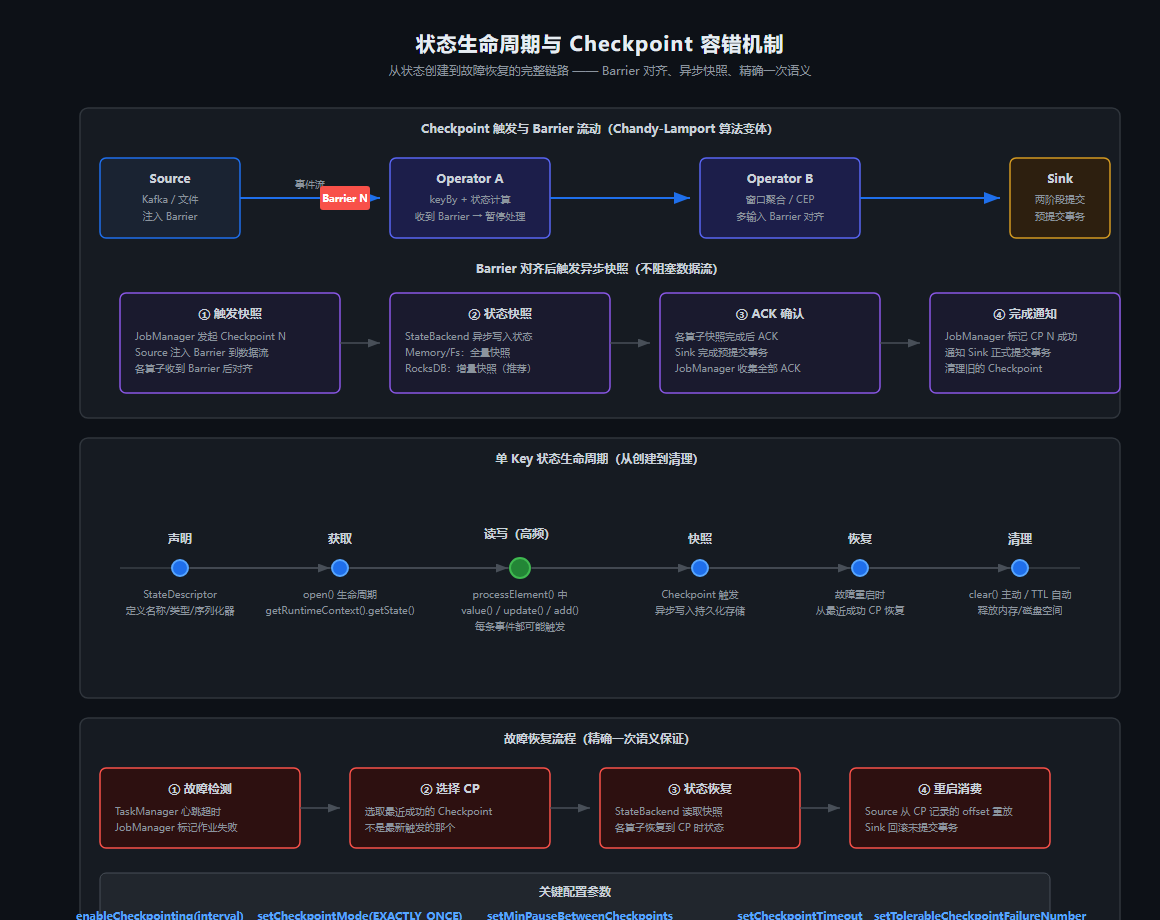 状态生命周期与 Checkpoint 容错机制
从状态创建到故障恢复的完整链路 —— Barrier 对齐、异步快照、精确一次语义
Checkpoint 触发与 Barrier 流动（Chandy-Lamport 算法变体）
Source
Kafka / 文件
注入 Barrier
事件流
Barrier N
Operator A
keyBy + 状态计算
收到 Barrier → 暂停处理
Operator B
窗口聚合 / CEP
多输入 Barrier 对齐
Sink
两阶段提交
预提交事务
Barrier 对齐后触发异步快照（不阻塞数据流）
① 触发快照
JobManager 发起 Checkpoint N
Source 注入 Barrier 到数据流
各算子收到 Barrier 后对齐
② 状态快照
StateBackend 异步写入状态
Memory/Fs：全量快照
RocksDB：增量快照（推荐）
③ ACK 确认
各算子快照完成后 ACK
Sink 完成预提交事务
JobManager 收集全部 ACK
④ 完成通知
JobManager 标记 CP N 成功
通知 Sink 正式提交事务
清理旧的 Checkpoint
单 Key 状态生命周期（从创建到清理）
声明
StateDescriptor
定义名称/类型/序列化器
获取
open() 生命周期
getRuntimeContext().getState()
读写（高频）
processElement() 中
value() / update() / add()
每条事件都可能触发
快照
Checkpoint 触发
异步写入持久化存储
恢复
故障重启时
从最近成功 CP 恢复
清理
clear() 主动 / TTL 自动
释放内存/磁盘空间
故障恢复流程（精确一次语义保证）
① 故障检测
TaskManager 心跳超时
JobManager 标记作业失败
② 选择 CP
选取最近成功的 Checkpoint
不是最新触发的那个
③ 状态恢复
StateBackend 读取快照
各算子恢复到 CP 时状态
④ 重启消费
Source 从 CP 记录的 offset 重放
Sink 回滚未提交事务
关键配置参数
enableCheckpointing(interval)
setCheckpointMode(EXACTLY_ONCE)
setMinPauseBetweenCheckpoints
setCheckpointTimeout
setTolerableCheckpointFailureNumber